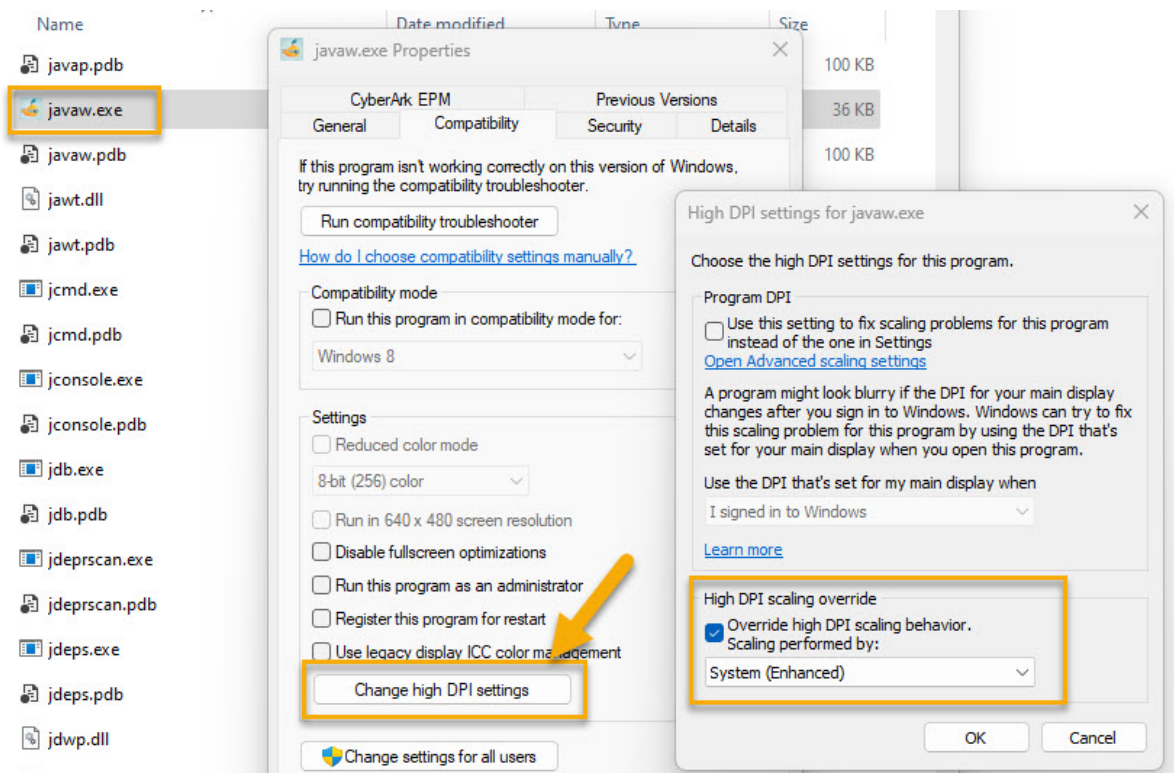 Name Date modified Type Size
javap.pdb 100 KB
javaw.exe 36 KB
javaw.pdb 100 KB
jawt.dll
jawt.pdb
jcmd.exe
jcmd.pdb
jconsole.exe
jconsole.pdb
jdb.exe
jdb.pdb
jdeprscan.exe
jdeprscan.pdb
jdeps.exe
jdeps.pdb
jdwp.dll
javaw.exe Properties
CyberArk EPM Previous Versions
General Compatibility Security Details
If this program isn't working correctly on this version of Windows,
try running the compatibility troubleshooter.
Run compatibility troubleshooter
How do I choose compatibility settings manually?
Compatibility mode
Run this program in compatibility mode for:
Windows 8
Settings
Reduced color mode
8-bit (256) color
Run in 640 x 480 screen resolution
Disable fullscreen optimizations
Run this program as an administrator
Register this program for restart
Use legacy display ICC color management
Change high DPI settings
Change settings for all users
High DPI settings for javaw.exe
Choose the high DPI settings for this program.
Program DPI
Use this setting to fix scaling problems for this program
instead of the one in Settings
Open Advanced scaling settings
A program might look blurry if the DPI for your main display
changes after you sign in to Windows. Windows can try to fix
this scaling problem for this program by using the DPI that's
set for your main display when you open this program.
Use the DPI that's set for my main display when
I signed in to Windows
Learn more
High DPI scaling override
Override high DPI scaling behavior.
Scaling performed by:
System (Enhanced)
OK Cancel